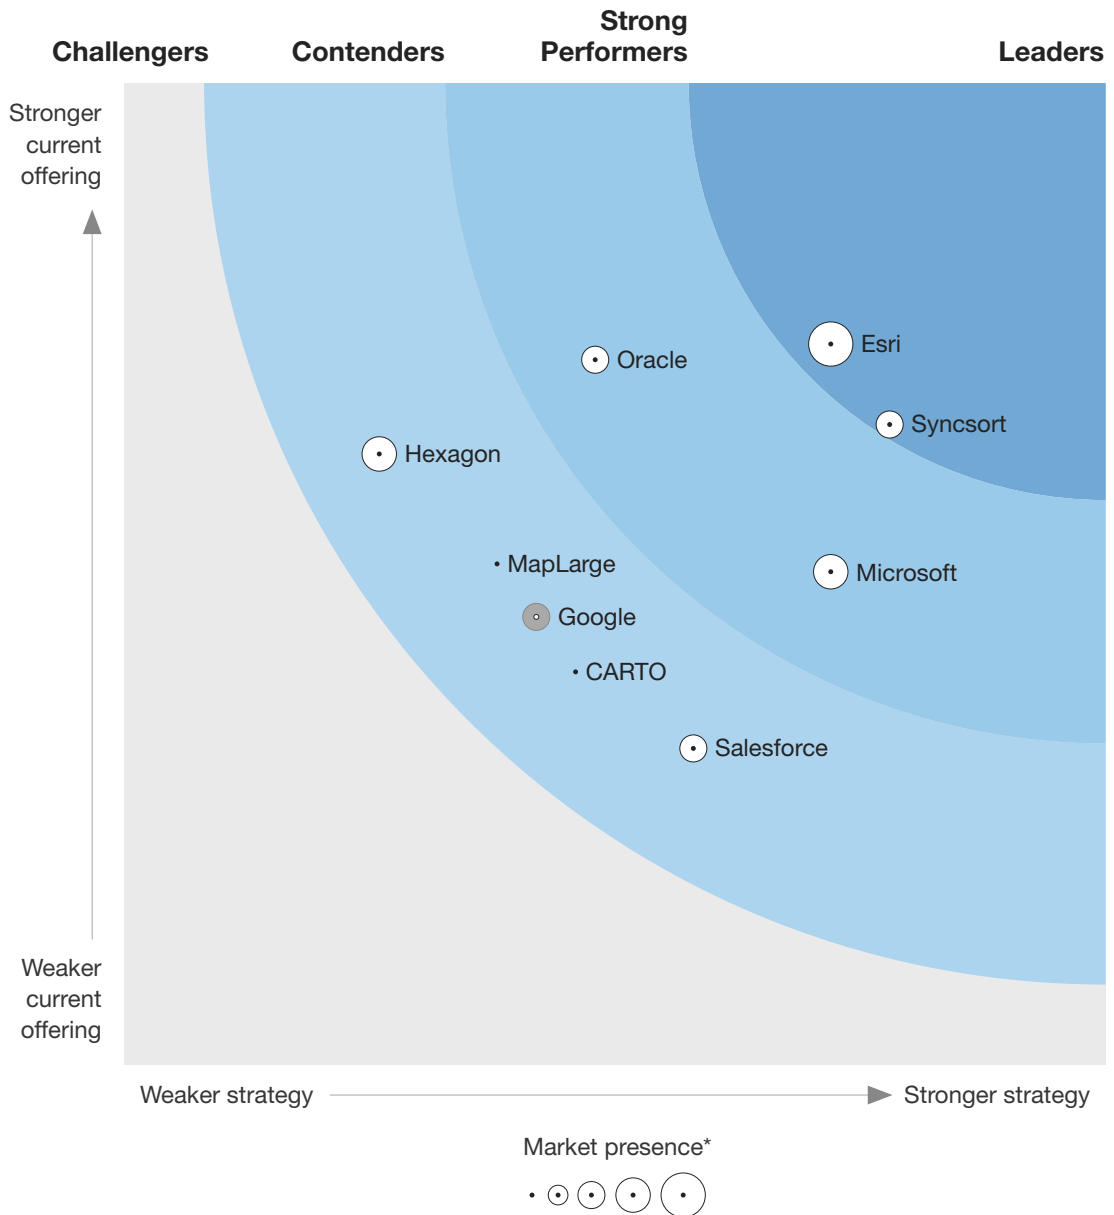 Challengers
Contenders
Strong
Performers
Leaders
Stronger
current
offering
Esri
Oracle
Syncsort
Hexagon
MapLarge
Microsoft
Google
CARTO
Salesforce
Weaker
current
offering
Weaker strategy
Stronger strategy
Market presence*